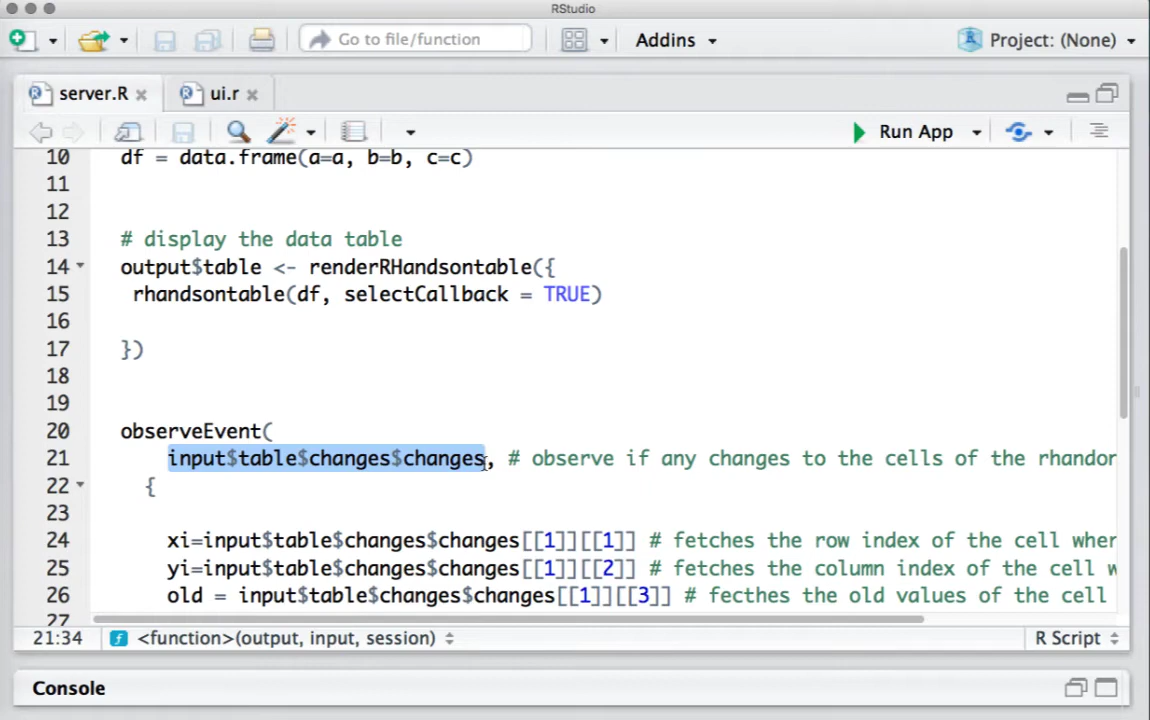 RStudio
Go to file/function
Addins
Project: (None)
server.R
ui.r
Run App
10 df = data.frame(a=a, b=b, c=c)
11
12
13 # display the data table
14 output$table <- renderRHandsontable({
15 rhandsontable(df, selectCallback = TRUE)
16
17 })
18
19
20 observeEvent(
21 input$table$changes$changes, # observe if any changes to the cells of the rhandor
22 {
23
24 xi=input$table$changes$changes[[1]][[1]] # fetches the row index of the cell wher
25 yi=input$table$changes$changes[[1]][[2]] # fetches the column index of the cell w
26 old = input$table$changes$changes[[1]][[3]] # fecthes the old values of the cell
27
21:34 <function>(output, input, session) R Script
Console